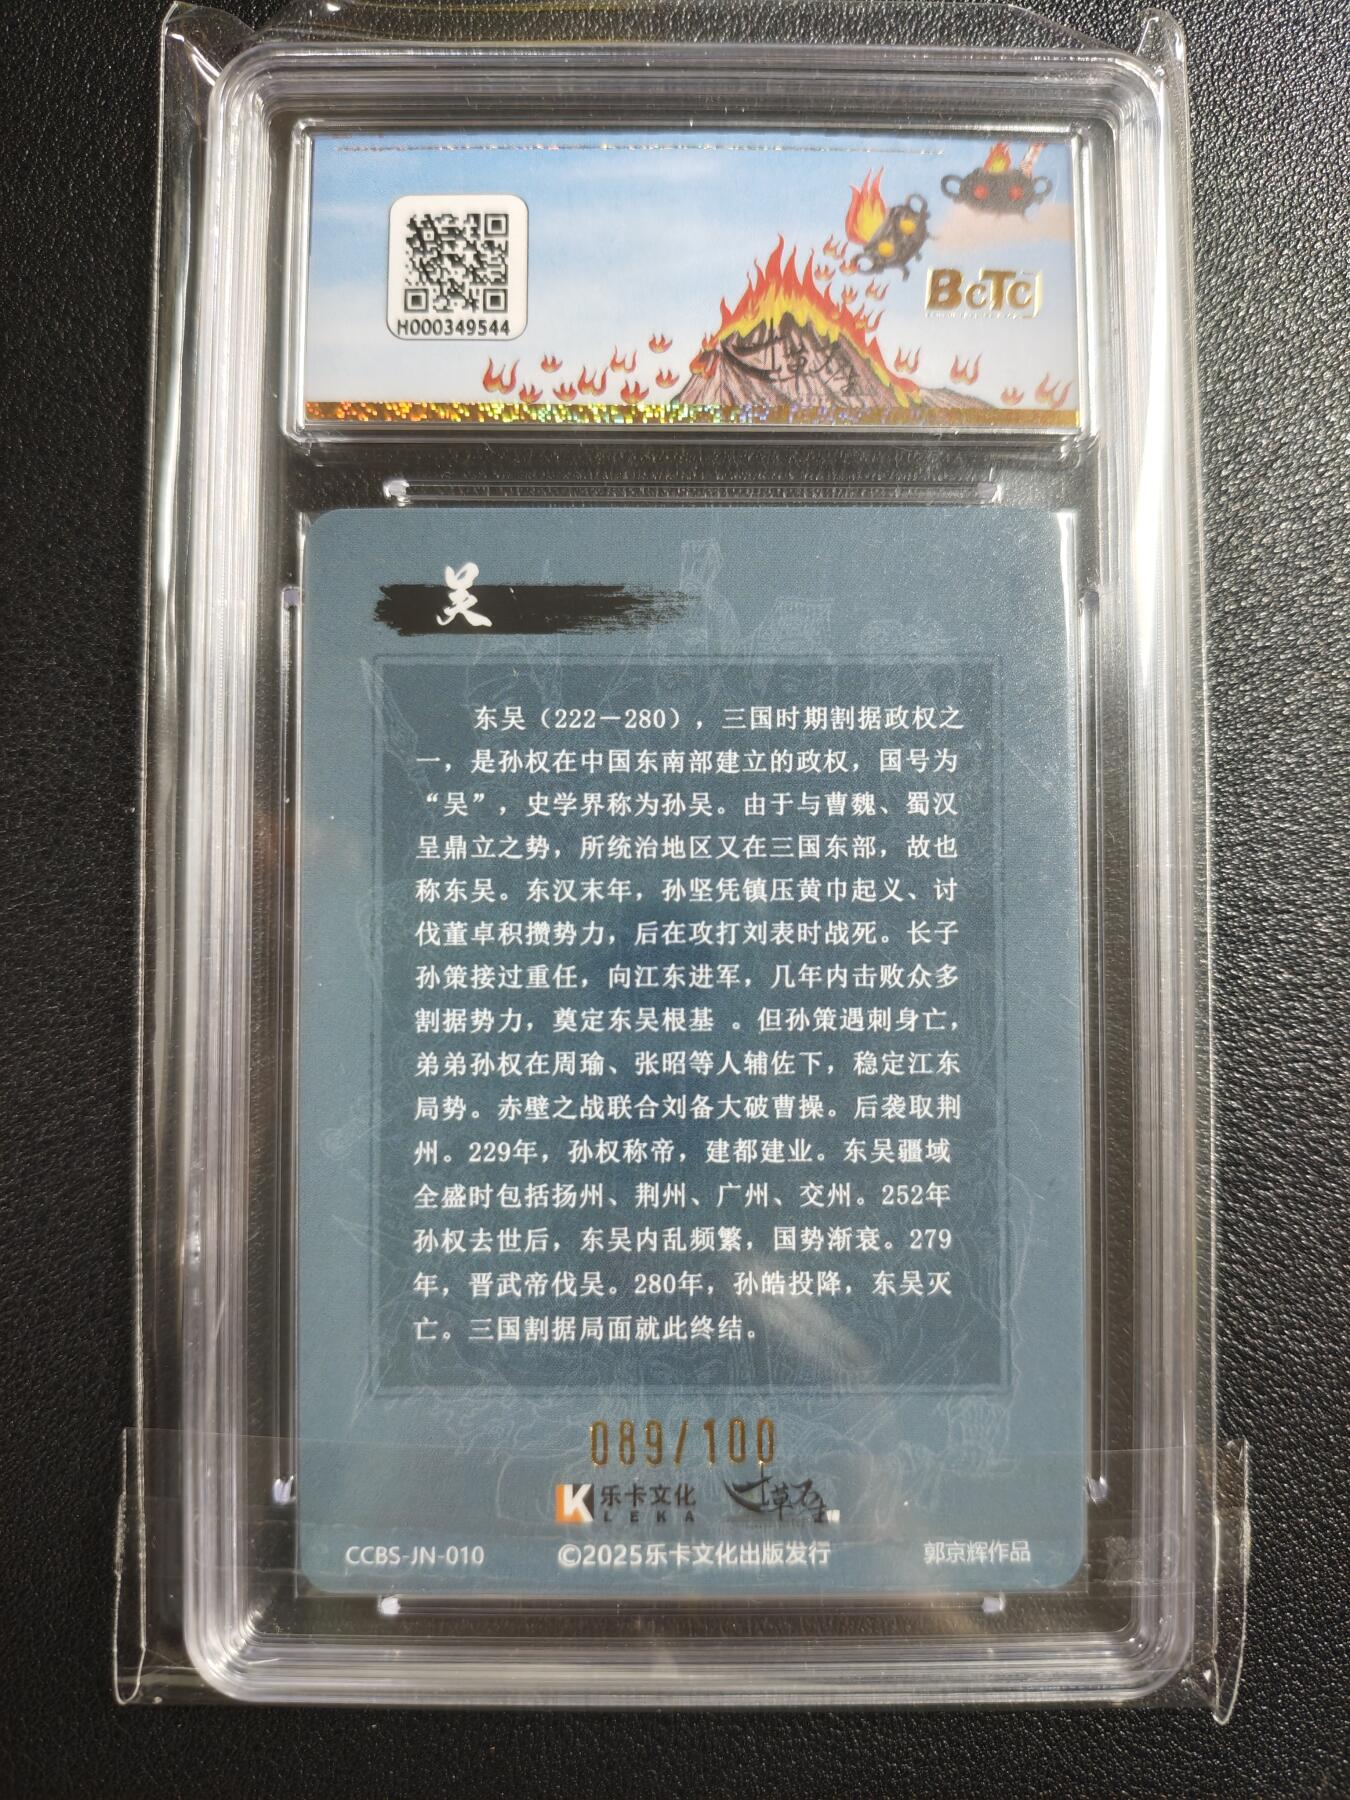 H000349544
BCTC
寸草不生
吴
东吴（222－280），三国时期割据政权之
一，是孙权在中国东南部建立的政权，国号为
“吴”，史学界称为孙吴。由于与曹魏、蜀汉
呈鼎立之势，所统治地区又在三国东部，故也
称东吴。东汉末年，孙坚凭镇压黄巾起义、讨
伐董卓积攒势力，后在攻打刘表时战死。长子
孙策接过重任，向江东进军，几年内击败众多
割据势力，奠定东吴根基 。但孙策遇刺身亡，
弟弟孙权在周瑜、张昭等人辅佐下，稳定江东
局势。赤壁之战联合刘备大破曹操。后袭取荆
州。229年，孙权称帝，建都建业。东吴疆域
全盛时包括扬州、荆州、广州、交州。252年
孙权去世后，东吴内乱频繁，国势渐衰。279
年，晋武帝伐吴。280年，孙皓投降，东吴灭
亡。三国割据局面就此终结。
089/100
K 乐卡文化 寸草不生
LEKA
CCBS-JN-010 ©2025乐卡文化出版发行 郭京辉作品